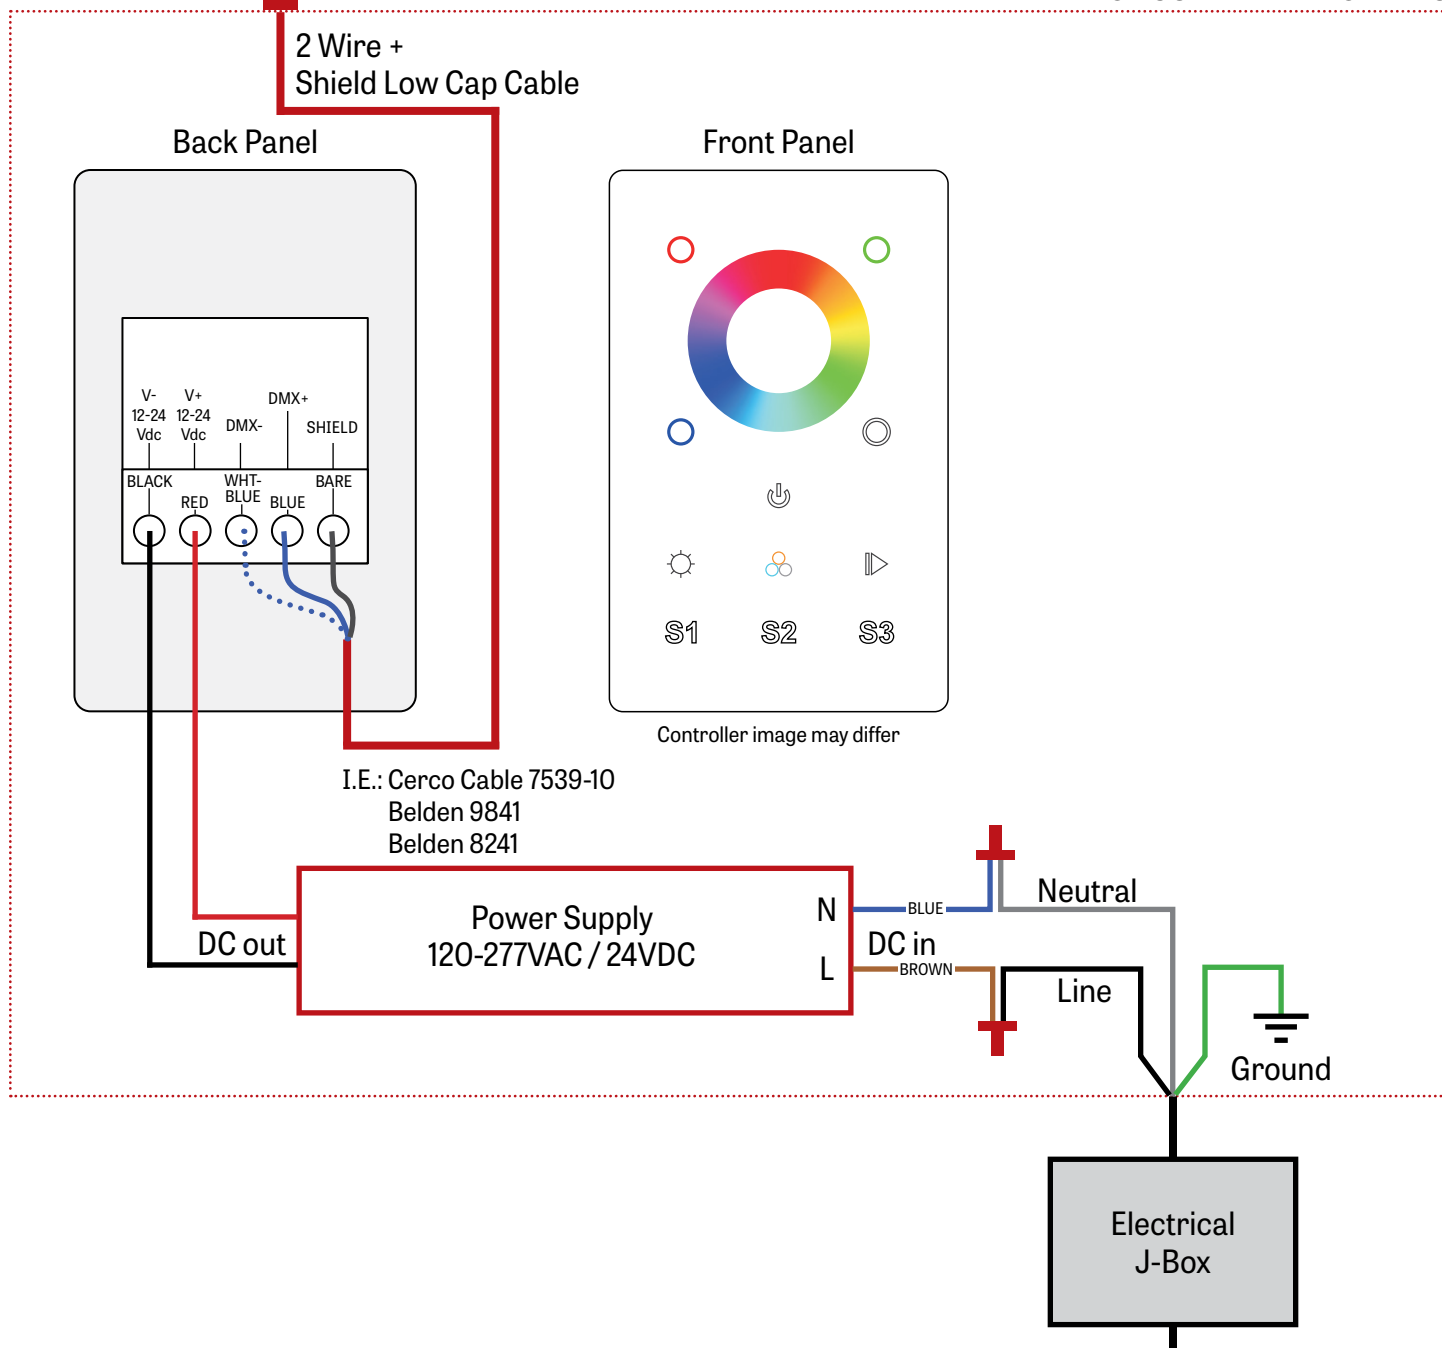 2 Wire +
Shield Low Cap Cable
Back Panel
Front Panel
V-
12-24
Vdc
V+
12-24
Vdc
DMX-
DMX+
SHIELD
BLACK
RED
WHT-
BLUE
BLUE
BARE
S1
S2
S3
Controller image may differ
I.E.: Cerco Cable 7539-10
Belden 9841
Belden 8241
DC out
Power Supply
120-277VAC / 24VDC
N
L
BLUE
DC in
BROWN
Neutral
Line
Ground
Electrical
J-Box